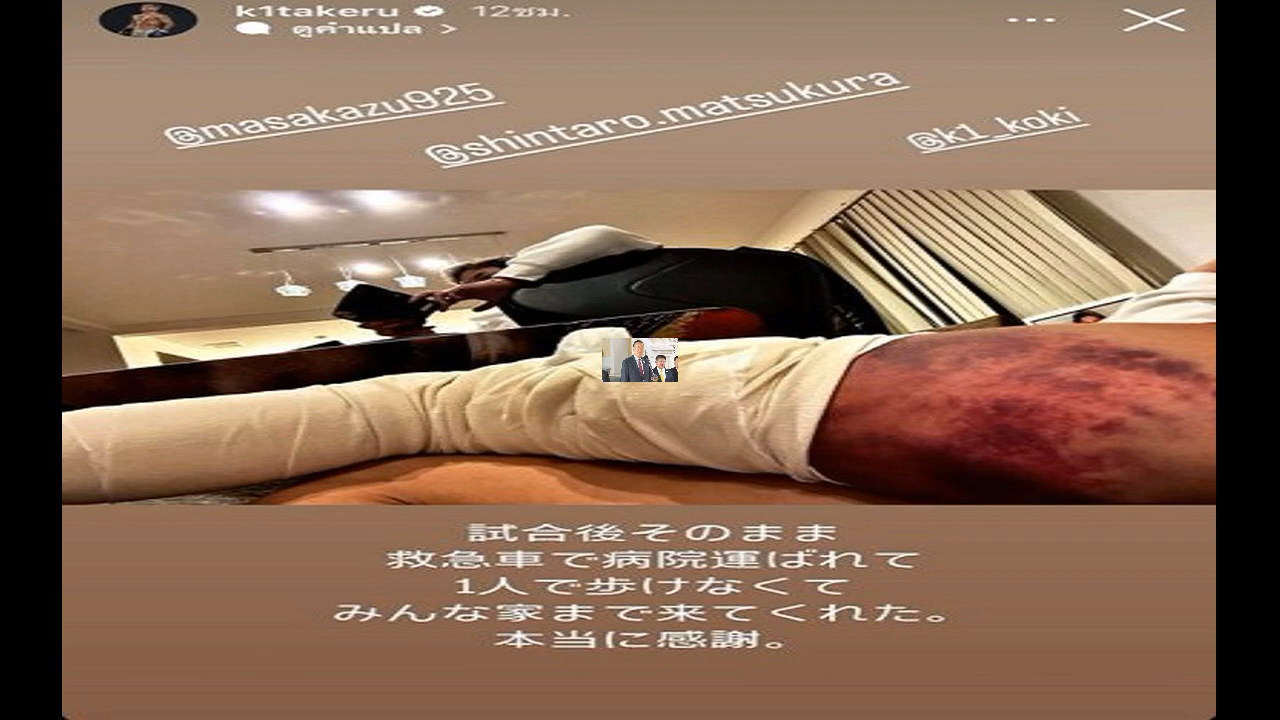 k1takeru 12ชม.
ดูคำแปล >
@masakazu925
@shintaro.matsukura
@k1_koki
試合後そのまま
救急車で病院運ばれて
1人で歩けなくて
みんな家まで来てくれた。
本当に感謝。